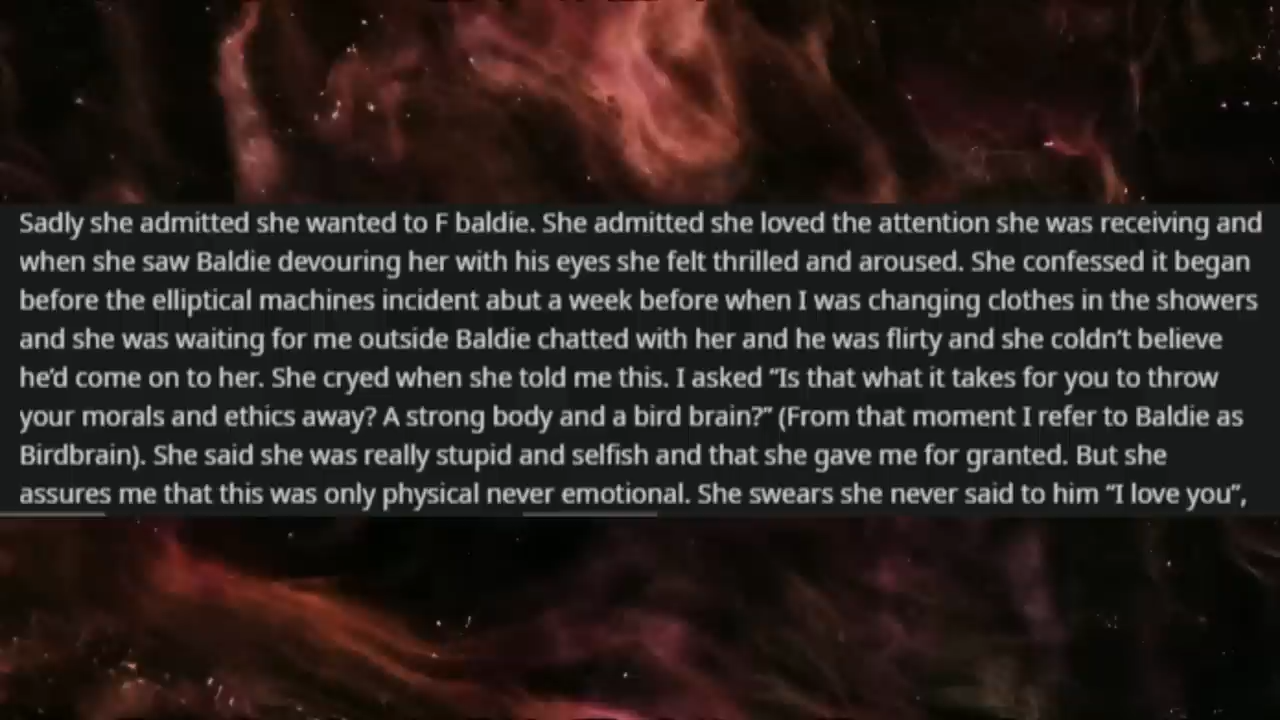 Sadly she admitted she wanted to F baldie. She admitted she loved the attention she was receiving and
when she saw Baldie devouring her with his eyes she felt thrilled and aroused. She confessed it began
before the elliptical machines incident abut a week before when I was changing clothes in the showers
and she was waiting for me outside Baldie chatted with her and he was flirty and she coldn’t believe
he’d come on to her. She cryed when she told me this. I asked “Is that what it takes for you to throw
your morals and ethics away? A strong body and a bird brain?” (From that moment I refer to Baldie as
Birdbrain). She said she was really stupid and selfish and that she gave me for granted. But she
assures me that this was only physical never emotional. She swears she never said to him “I love you”,